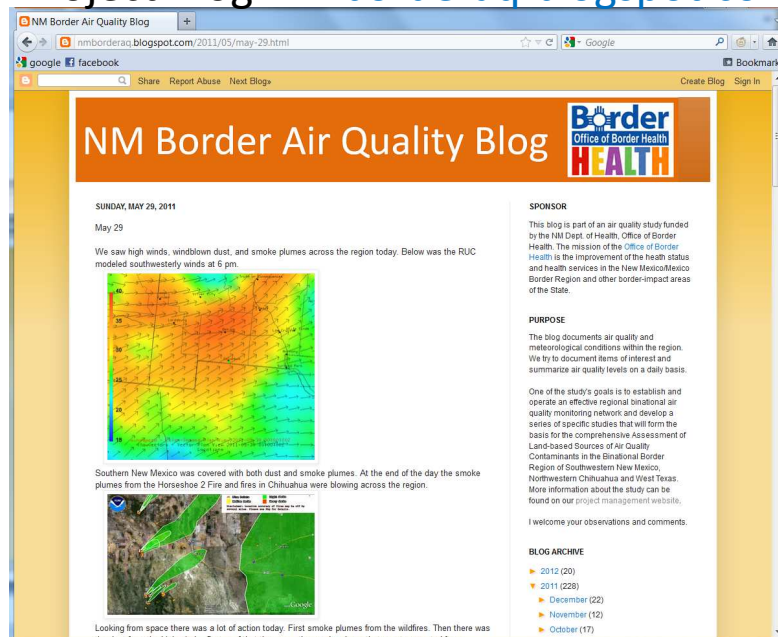 NM Border Air Quality Blog
+
nmborderaq.blogspot.com/2011/05/may-29.html
Google
google facebook
Bookmark
Share Report Abuse Next Blog»
Create Blog Sign In
NM Border Air Quality Blog
Border
Office of Border Health
HEALTH
SUNDAY, MAY 29, 2011
May 29
We saw high winds, windblown dust, and smoke plumes across the region today. Below was the RUC
modeled southwesterly winds at 6 pm.
40
35
30
25
20
Southern New Mexico was covered with both dust and smoke plumes. At the end of the day the smoke
plumes from the Horseshoe 2 Fire and fires in Chihuahua were blowing across the region.
Google
Looking from space there was a lot of action today. First smoke plumes from the wildfires. Then there was
SPONSOR
This blog is part of an air quality study funded
by the NM Dept. of Health, Office of Border
Health. The mission of the Office of Border
Health is the improvement of the heath status
and health services in the New Mexico/Mexico
Border Region and other border-impact areas
of the State.
PURPOSE
The blog documents air quality and
meteorological conditions within the region.
We try to document items of interest and
summarize air quality levels on a daily basis.
One of the study's goals is to establish and
operate an effective regional binational air
quality monitoring network and develop a
series of specific studies that will form the
basis for the comprehensive Assessment of
Land-based Sources of Air Quality
Contaminants in the Binational Border
Region of Southwestern New Mexico,
Northwestern Chihuahua and West Texas.
More information about the study can be
found on our project management website.
I welcome your observations and comments.
BLOG ARCHIVE
► 2012 (20)
▼ 2011 (228)
► December (22)
► November (12)
► October (17)